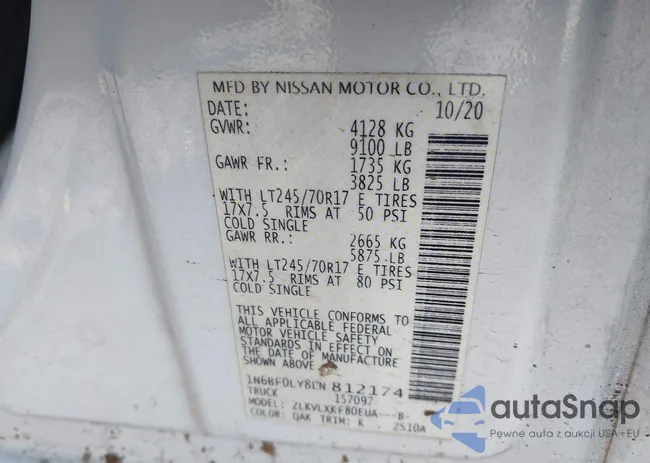 MFD BY NISSAN MOTOR CO., LTD.
DATE: 10/20
GVWR: 4128 KG
9100 LB
GAWR FR.: 1735 KG
3825 LB
WITH LT245/70R17 E TIRES
17X7.5 RIMS AT 50 PSI
COLD SINGLE
GAWR RR.: 2665 KG
5875 LB
WITH LT245/70R17 E TIRES
17X7.5 RIMS AT 80 PSI
COLD SINGLE
THIS VEHICLE CONFORMS TO
ALL APPLICABLE FEDERAL
MOTOR VEHICLE SAFETY
STANDARDS IN EFFECT ON
THE DATE OF MANUFACTURE
SHOWN ABOVE
1N6BF0LY8LN 812174
TRUCK 157097
MODEL: ZLKVLXKF80EUA---B-
COLOR: QAK TRIM: K 2S10A
autoSnap
Pewne auto z aukcji USA+EU